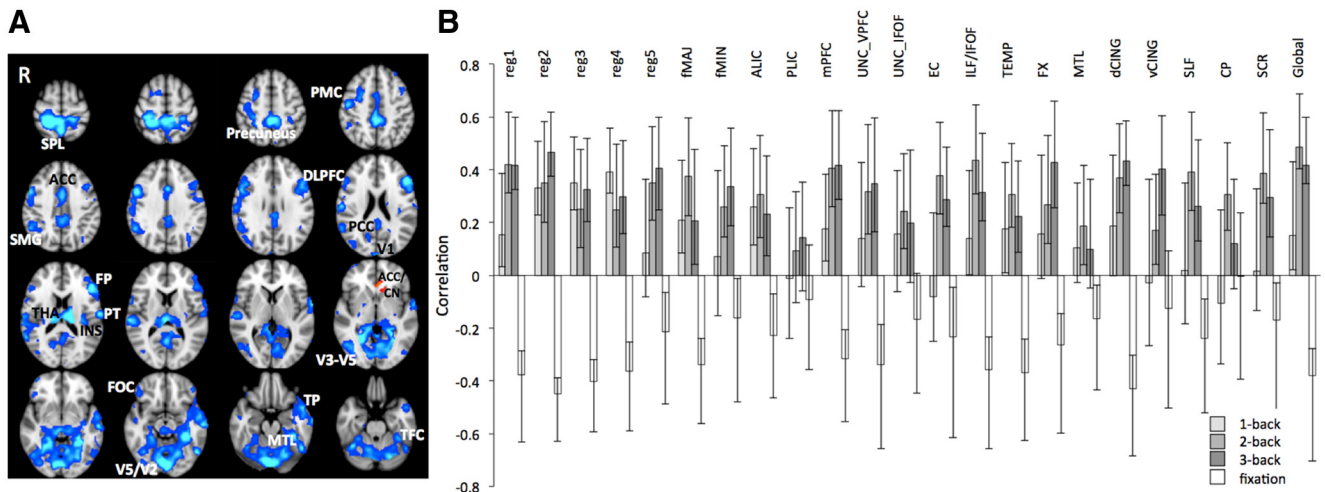 A
R
PMC
SPL
Precuneus
ACC
DLPFC
SMG
PCC
V1
FP
ACC/
CN
THA
INS
PT
V3-V5
FOC
TP
MTL
TFC
V5/V2
B
reg1
reg2
reg3
reg4
reg5
fMAJ
fMIN
ALIC
PLIC
mPFC
UNC_VPFC
UNC_IFOF
EC
ILF/IFOF
TEMP
FX
MTL
dCING
vCING
SLF
CP
SCR
Global
0.8
0.6
0.4
0.2
0
-0.2
-0.4
-0.6
-0.8
Correlation
1-back
2-back
3-back
fixation